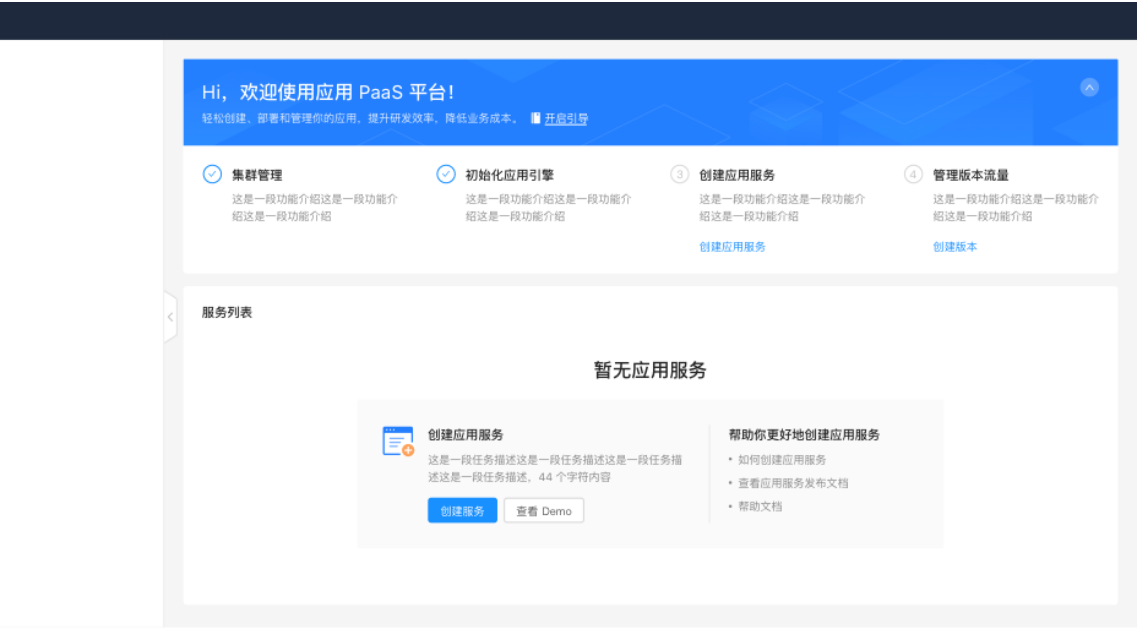 Hi，欢迎使用应用 PaaS 平台！
轻松创建、部署和管理你的应用，提升研发效率，降低业务成本。 开启引导
集群管理
这是一段功能介绍这是一段功能介
绍这是一段功能介绍
初始化应用引擎
这是一段功能介绍这是一段功能介
绍这是一段功能介绍
3 创建应用服务
这是一段功能介绍这是一段功能介
绍这是一段功能介绍
创建应用服务
4 管理版本流量
这是一段功能介绍这是一段功能介
绍这是一段功能介绍
创建版本
服务列表
暂无应用服务
创建应用服务
这是一段任务描述这是一段任务描述这是一段任务描
述这是一段任务描述，44 个字符内容
创建服务 查看 Demo
帮助你更好地创建应用服务
• 如何创建应用服务
• 查看应用服务发布文档
• 帮助文档